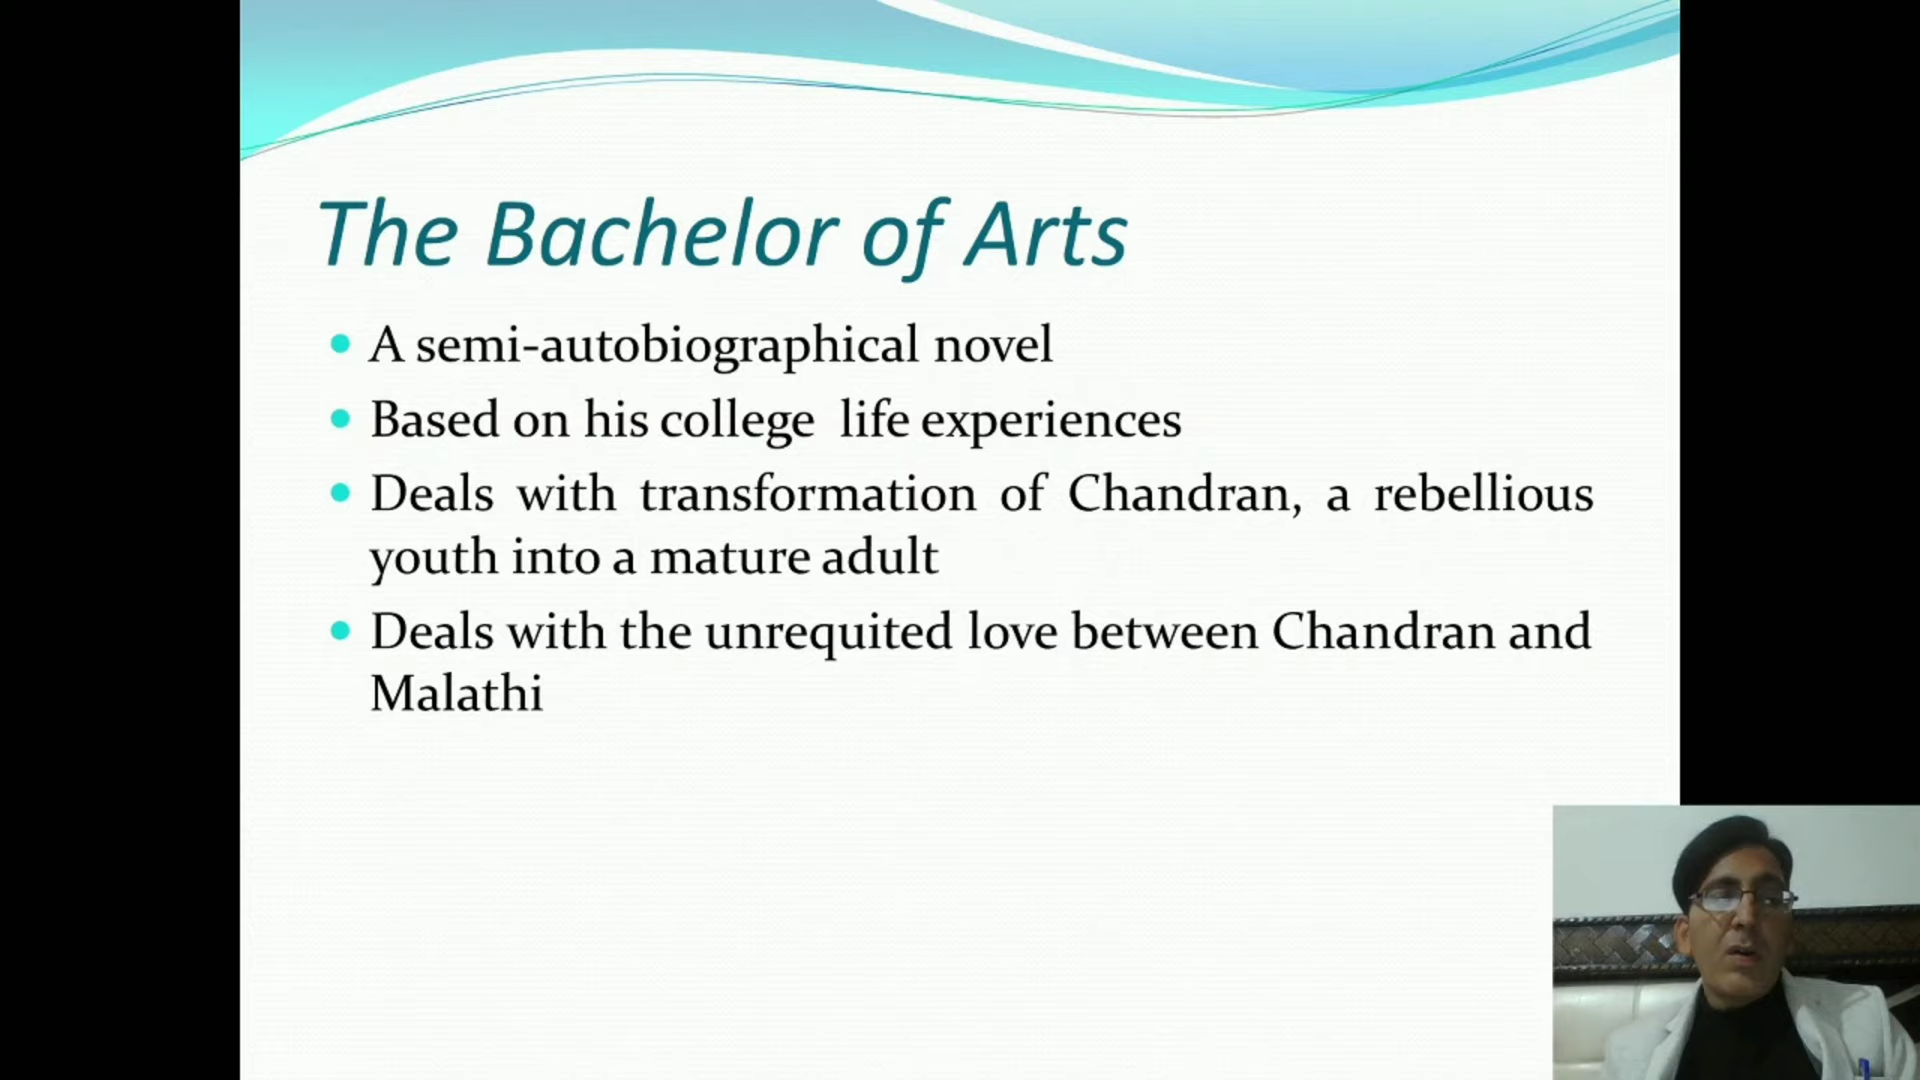 The Bachelor of Arts
A semi-autobiographical novel
Based on his college life experiences
Deals with transformation of Chandran, a rebellious
youth into a mature adult
Deals with the unrequited love between Chandran and
Malathi